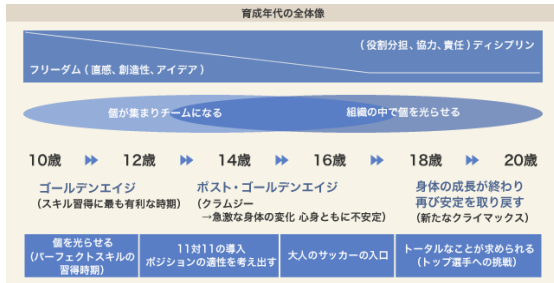 育成年代の全体像
(役割分担、協力、責任)ディシプリン
フリーダム(直感、創造性、アイデア)
個が集まりチームになる
組織の中で個を光らせる
10歳 12歳 14歳 16歳 18歳 20歳
ゴールデンエイジ
(スキル習得に最も有利な時期)
ポスト・ゴールデンエイジ
(クラムジー
→急激な身体の変化 心身ともに不安定)
身体の成長が終わり
再び安定を取り戻す
(新たなクライマックス)
個を光らせる
(パーフェクトスキルの
習得時期)
11対11の導入
ポジションの適性を考え出す
大人のサッカーの入口
トータルなことが求められる
(トップ選手への挑戦)